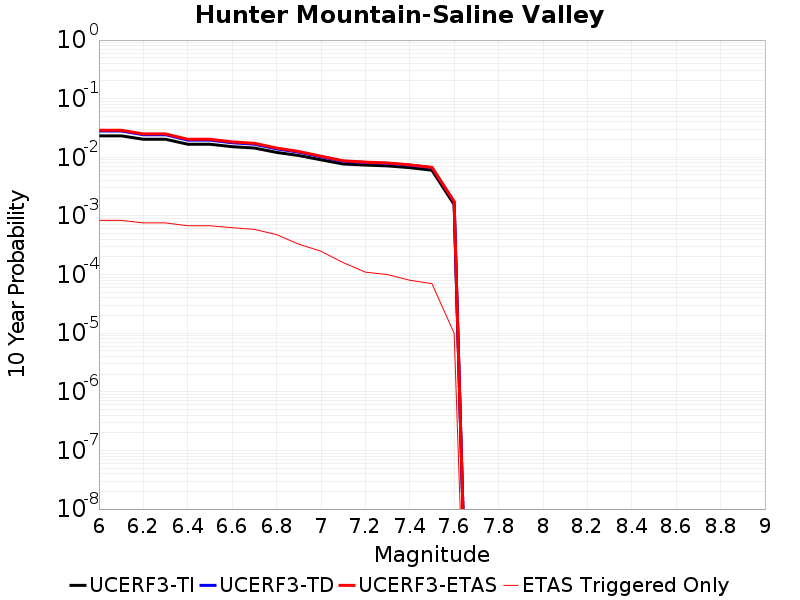 Hunter Mountain-Saline Valley
10^0
10^-1
10^-2
10^-3
10^-4
10^-5
10^-6
10^-7
10^-8
10 Year Probability
6 6.2 6.4 6.6 6.8 7 7.2 7.4 7.6 7.8 8 8.2 8.4 8.6 8.8 9
Magnitude
UCERF3-TI UCERF3-TD UCERF3-ETAS ETAS Triggered Only